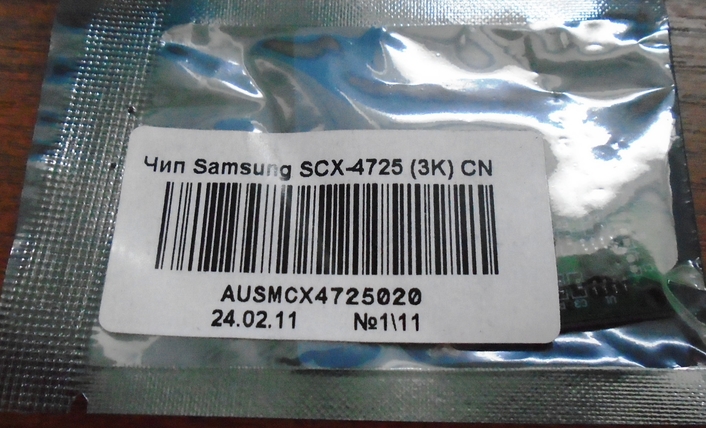 Чип Samsung SCX-4725 (3K) CN
AUSMCX4725020
24.02.11 №1\11